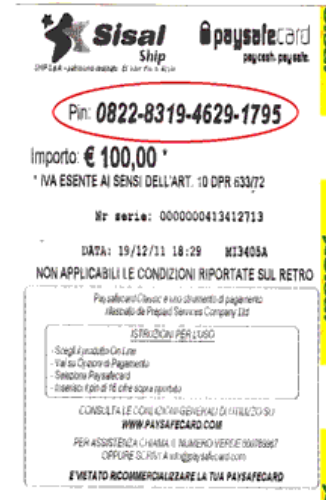 Sisal
Ship
paysafecard
pay cash. pay safe.
Pin: 0822-8319-4629-1795
Importo: € 100,00 *
* IVA ESENTE AI SENSI DELL'ART. 10 DPR 633/72
Nr serie: 0000000413412713
DATA: 19/12/11 18:29 MI3405A
NON APPLICABILI LE CONDIZIONI RIPORTATE SUL RETRO
Paysafecard Classic è uno strumento di pagamento
rilasciato da Prepaid Services Company Ltd
ISTRUZIONI PER L'USO
- Scegli il prodotto On Line
- Vai su Opzioni di Pagamento
- Seleziona Paysafecard
- Inserisci il pin di 16 cifre sopra riportato
CONSULTA LE CONDIZIONI GENERALI DI UTILIZZO SU
WWW.PAYSAFECARD.COM
PER ASSISTENZA CHIAMA IL NUMERO VERDE
OPPURE SCRIVI A info@paysafecard.com
E' VIETATO RICOMMERCIALIZZARE LA TUA PAYSAFECARD